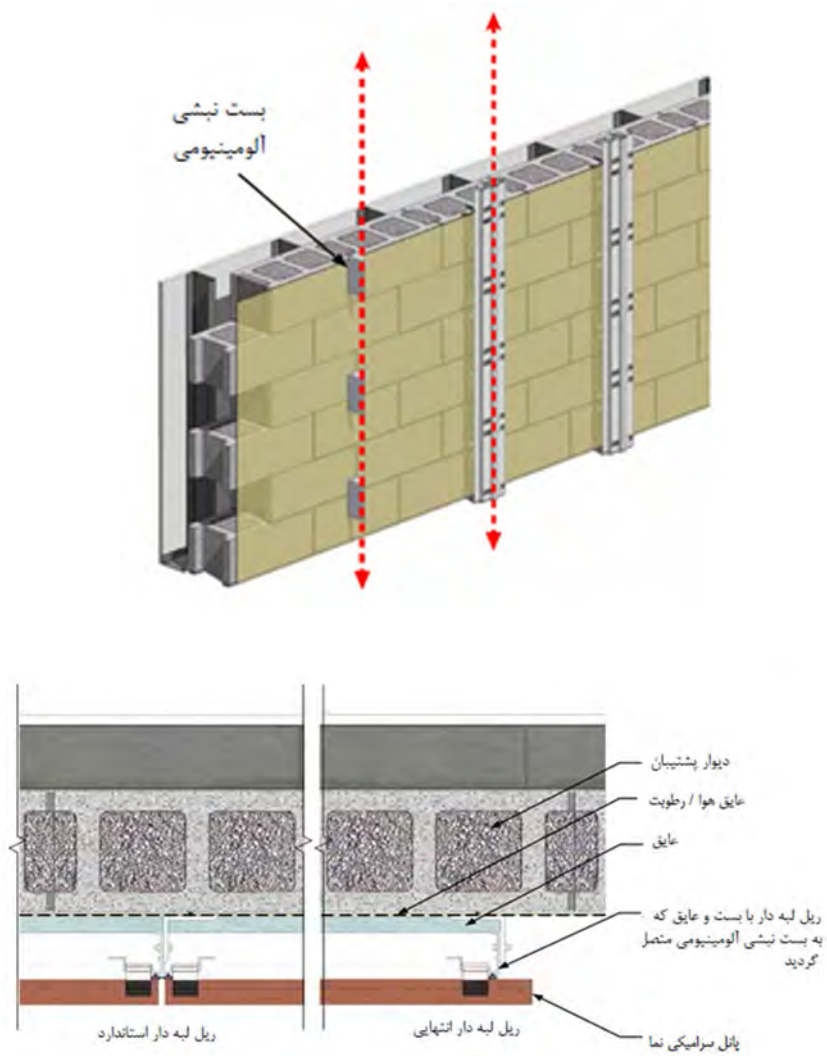 بست نبشی
آلومینیومی
دیوار پشتیبان
عایق هوا / رطوبت
عایق
ریل لبه دار با بست و عایق که
به بست نبشی آلومینیومی متصل
گردید
پانل سرامیکی نما
ریل لبه دار انتهایی
ریل لبه دار استاندارد